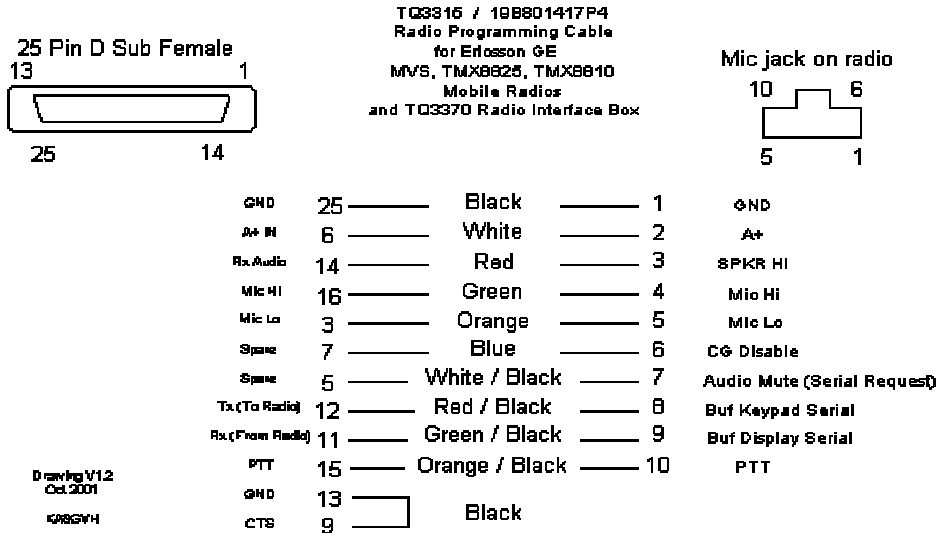 TQ3315 / 19B801417P4
Radio Programming Cable
for Ericsson GE
MVS, TMX8825, TMX8810
Mobile Radios
and TQ3370 Radio Interface Box
25 Pin D Sub Female
13 1
25 14
Mic jack on radio
10 6
5 1
GND 25 Black 1 GND
A+ IN 6 White 2 A+
Rx Audio 14 Red 3 SPKR HI
Mic HI 16 Green 4 Mic Hi
Mic Lo 3 Orange 5 Mic Lo
Spare 7 Blue 6 CG Disable
Spare 5 White / Black 7 Audio Mute (Serial Request)
Tx (To Radio) 12 Red / Black 8 Buf Keypad Serial
Rx (From Radio) 11 Green / Black 9 Buf Display Serial
PTT 15 Orange / Black 10 PTT
GND 13
Black
CTS 9
Drawing V1.2
Oct 2001